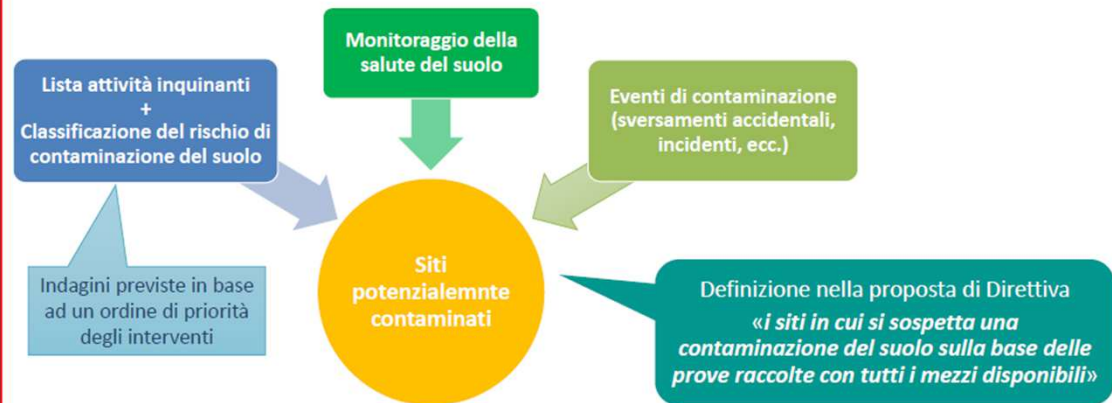 Monitoraggio della
salute del suolo
Lista attività inquinanti
+
Classificazione del rischio di
contaminazione del suolo
Eventi di contaminazione
(sversamenti accidentali,
incidenti, ecc.)
Siti
potenzialemnte
contaminati
Indagini previste in base
ad un ordine di priorità
degli interventi
Definizione nella proposta di Direttiva
«i siti in cui si sospetta una
contaminazione del suolo sulla base delle
prove raccolte con tutti i mezzi disponibili»